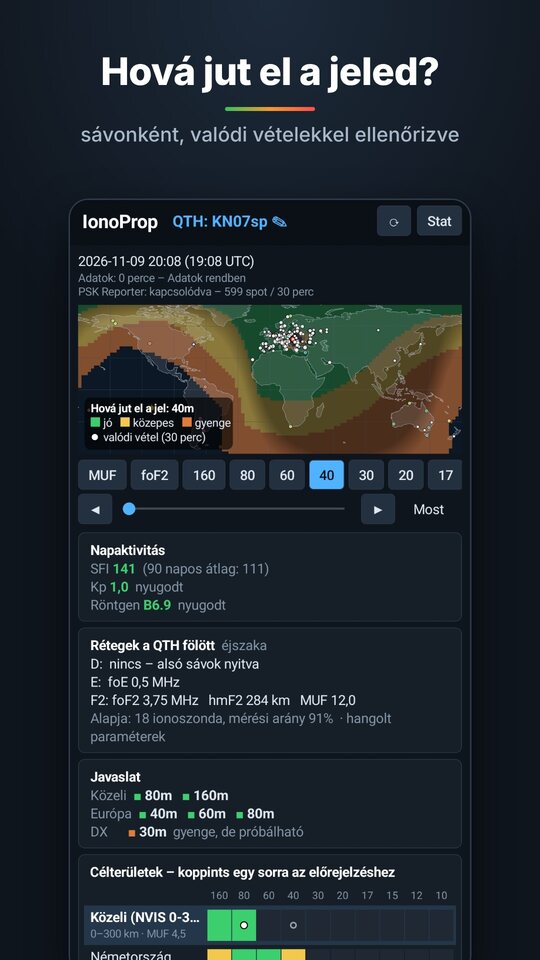 Hová jut el a jeled?
sávonként, valódi vételekkel ellenőrizve
IonoProp QTH: KN07sp ✎ ⟳ Stat
2026-11-09 20:08 (19:08 UTC)
Adatok: 0 perce – Adatok rendben
PSK Reporter: kapcsolódva – 599 spot / 30 perc
Hová jut el a jel: 40m
jó közepes gyenge
valódi vétel (30 perc)
MUF foF2 160 80 60 40 30 20 17
◄ ► Most
Napaktivitás
SFI 141 (90 napos átlag: 111)
Kp 1,0 nyugodt
Röntgen B6.9 nyugodt
Rétegek a QTH fölött éjszaka
D: nincs – alsó sávok nyitva
E: foE 0,5 MHz
F2: foF2 3,75 MHz hmF2 284 km MUF 12,0
Alapja: 18 ionoszonda, mérési arány 91% · hangolt
paraméterek
Javaslat
Közeli 80m 160m
Európa 40m 60m 80m
DX 30m gyenge, de próbálható
Célterületek – koppints egy sorra az előrejelzéshez
160 80 60 40 30 20 17 15 12 10
Közeli (NVIS 0-3...
0–300 km · MUF 4,5
Németország